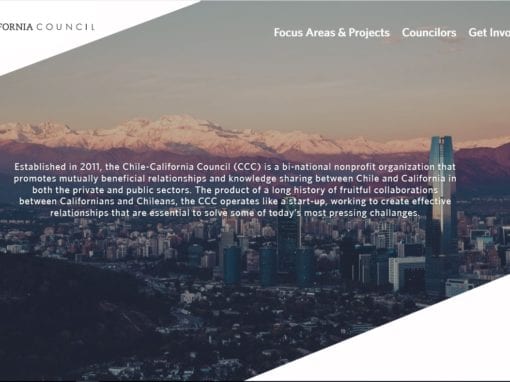 FORNIA COUNCIL
Focus Areas & Projects Councilors Get Invo
Established in 2011, the Chile-California Council (CCC) is a bi-national nonprofit organization that
promotes mutually beneficial relationships and knowledge sharing between Chile and California in
both the private and public sectors. The product of a long history of fruitful collaborations
between Californians and Chileans, the CCC operates like a start-up, working to create effective
relationships that are essential to solve some of today's most pressing challanges.